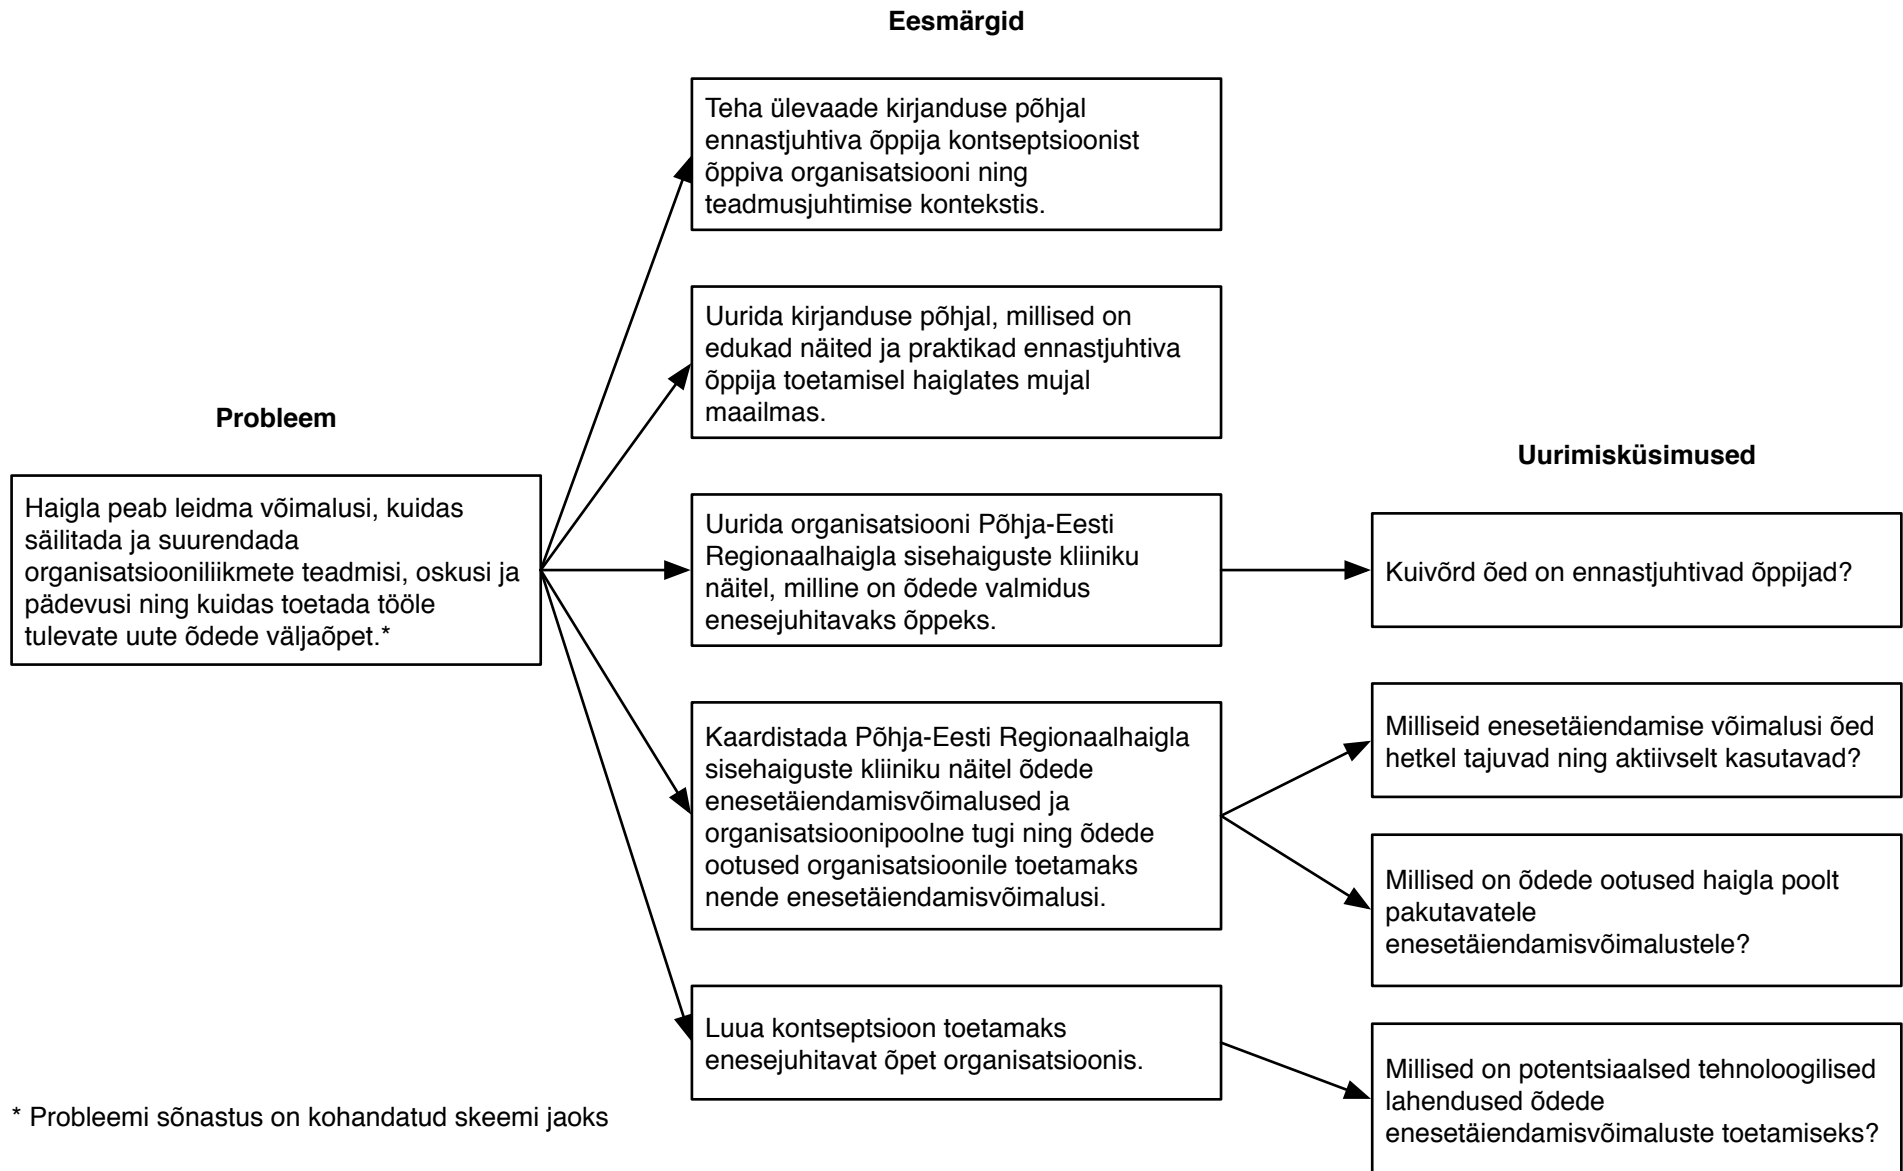 Eesmärgid
Teha ülevaade kirjanduse põhjal
ennastjuhtiva õppija kontseptsioonist
õppiva organisatsiooni ning
teadmusjuhtimise kontekstis.
Uurida kirjanduse põhjal, millised on
edukad näited ja praktikad ennastjuhtiva
õppija toetamisel haiglates mujal
maailmas.
Probleem
Haigla peab leidma võimalusi, kuidas
säilitada ja suurendada
organisatsiooniliikmete teadmisi, oskusi ja
pädevusi ning kuidas toetada tööle
tulevate uute õdede väljaõpet.*
Uurida organisatsiooni Põhja-Eesti
Regionaalhaigla sisehaiguste kliiniku
näitel, milline on õdede valmidus
enesejuhitavaks õppeks.
Kaardistada Põhja-Eesti Regionaalhaigla
sisehaiguste kliiniku näitel õdede
enesetäiendamisvõimalused ja
organisatsioonipoolne tugi ning õdede
ootused organisatsioonile toetamaks
nende enesetäiendamisvõimalusi.
Luua kontseptsioon toetamaks
enesejuhitavat õpet organisatsioonis.
Uurimisküsimused
Kuivõrd õed on ennastjuhtivad õppijad?
Milliseid enesetäiendamise võimalusi õed
hetkel tajuvad ning aktiivselt kasutavad?
Millised on õdede ootused haigla poolt
pakutavatele
enesetäiendamisvõimalustele?
Millised on potentsiaalsed tehnoloogilised
lahendused õdede
enesetäiendamisvõimaluste toetamiseks?
* Probleemi sõnastus on kohandatud skeemi jaoks